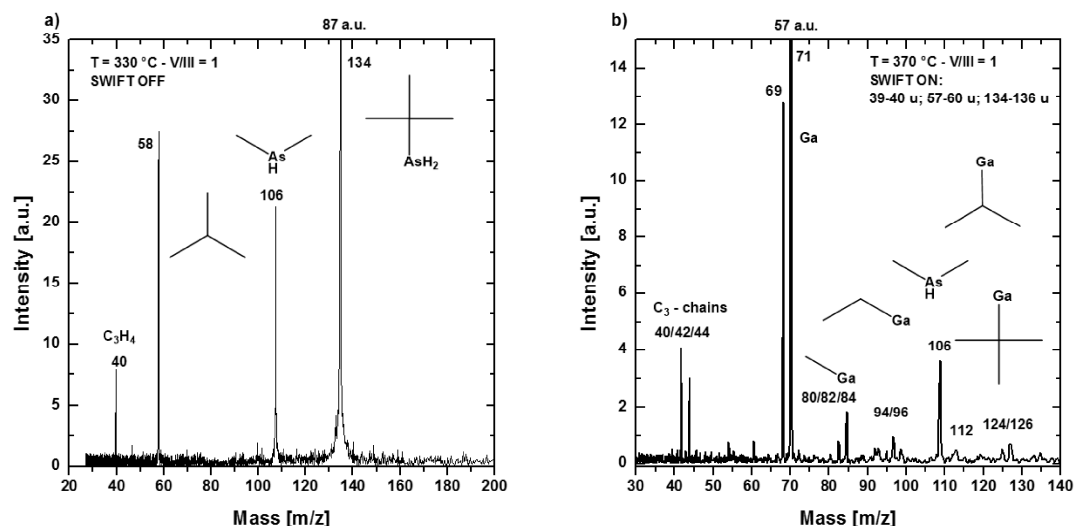 a)
87 a.u.
35
T = 330 °C - V/III = 1
SWIFT OFF
134
30
58
AsH₂
25
As
H
106
20
15
10
C₃H₄
40
5
0
20 40 60 80 100 120 140 160 180 200
Intensity [a.u.]
Mass [m/z]
b)
57 a.u.
T = 370 °C - V/III = 1
SWIFT ON:
39-40 u; 57-60 u; 134-136 u
71
69
14
Ga
12
Ga
10
8
As
H
6
Ga
Ga
C₃ - chains
40/42/44
106
4
Ga
80/82/84
94/96
112
124/126
2
0
30 40 50 60 70 80 90 100 110 120 130 140
Intensity [a.u.]
Mass [m/z]